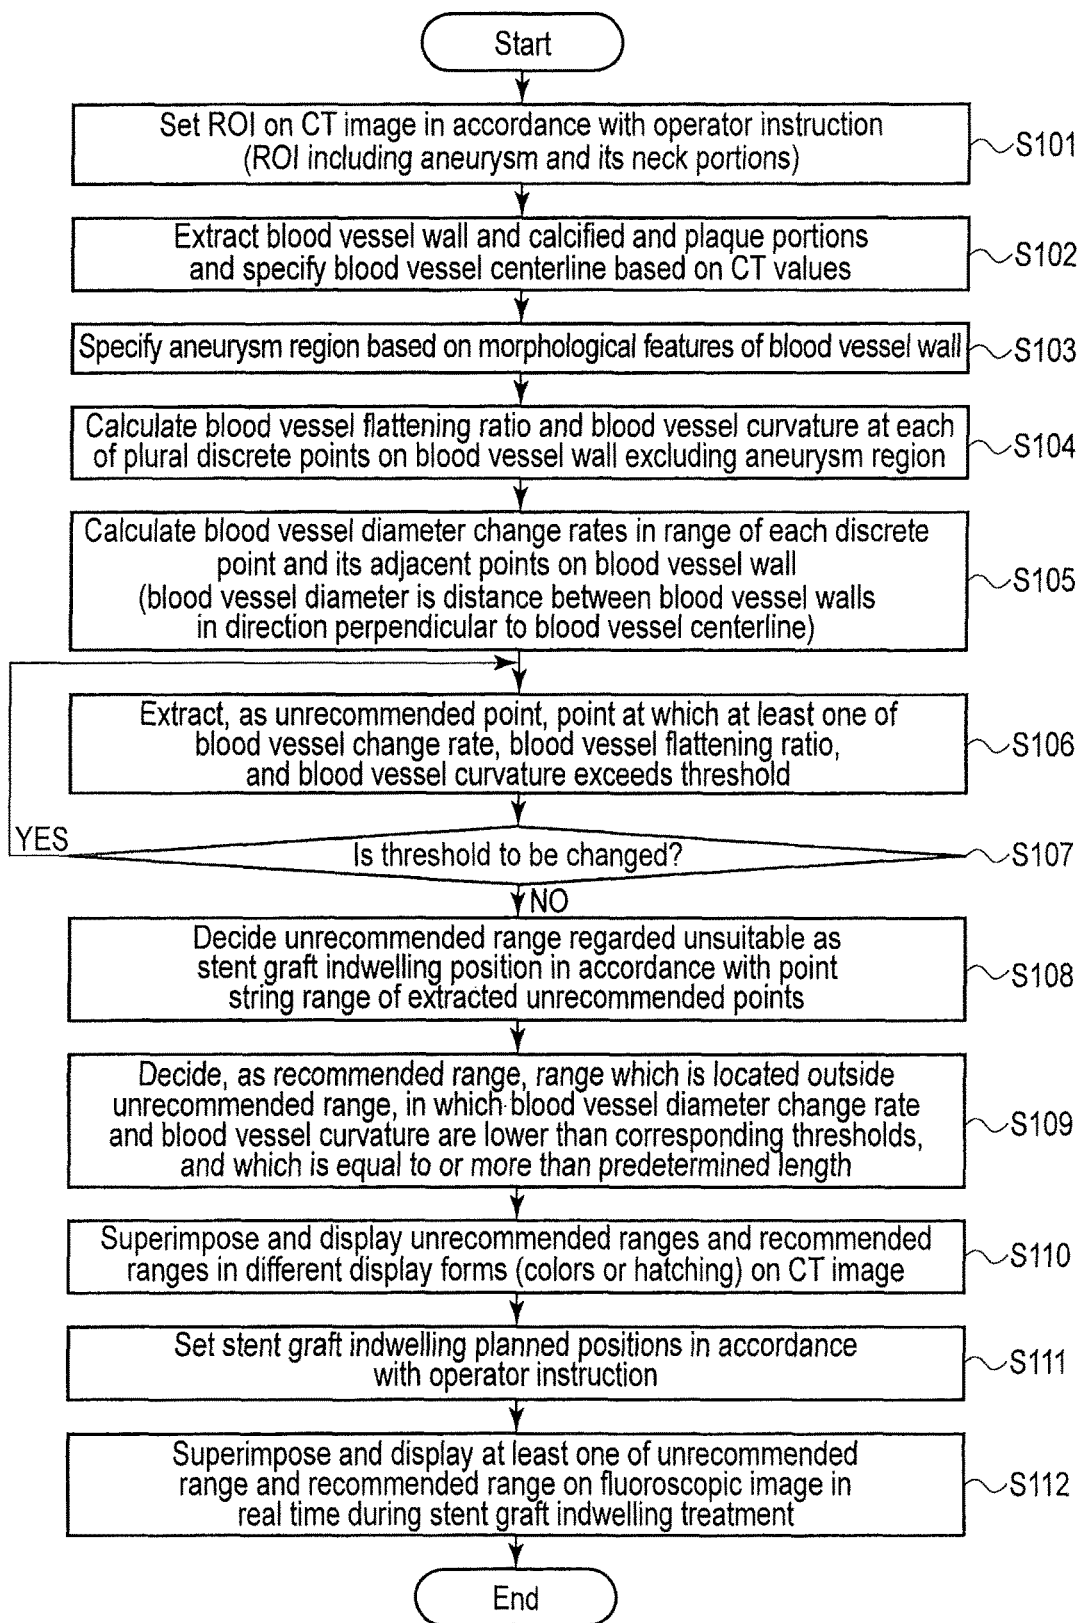 Start
Set ROI on CT image in accordance with operator instruction
(ROI including aneurysm and its neck portions)
S101
Extract blood vessel wall and calcified and plaque portions
and specify blood vessel centerline based on CT values
S102
Specify aneurysm region based on morphological features of blood vessel wall
S103
Calculate blood vessel flattening ratio and blood vessel curvature at each
of plural discrete points on blood vessel wall excluding aneurysm region
S104
Calculate blood vessel diameter change rates in range of each discrete
point and its adjacent points on blood vessel wall
(blood vessel diameter is distance between blood vessel walls
in direction perpendicular to blood vessel centerline)
S105
Extract, as unrecommended point, point at which at least one of
blood vessel change rate, blood vessel flattening ratio,
and blood vessel curvature exceeds threshold
S106
YES
Is threshold to be changed?
S107
NO
Decide unrecommended range regarded unsuitable as
stent graft indwelling position in accordance with point
string range of extracted unrecommended points
S108
Decide, as recommended range, range which is located outside
unrecommended range, in which blood vessel diameter change rate
and blood vessel curvature are lower than corresponding thresholds,
and which is equal to or more than predetermined length
S109
Superimpose and display unrecommended ranges and recommended
ranges in different display forms (colors or hatching) on CT image
S110
Set stent graft indwelling planned positions in accordance
with operator instruction
S111
Superimpose and display at least one of unrecommended
range and recommended range on fluoroscopic image in
real time during stent graft indwelling treatment
S112
End